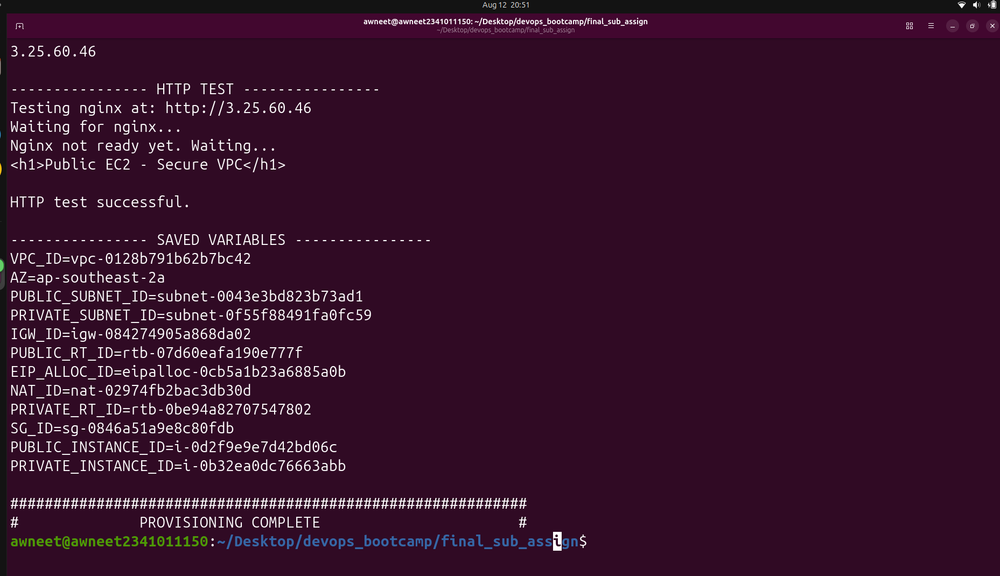 Aug 12 20:51
awneet@awneet2341011150: ~/Desktop/devops_bootcamp/final_sub_assign
~/Desktop/devops_bootcamp/final_sub_assign
3.25.60.46
---------------- HTTP TEST ----------------
Testing nginx at: http://3.25.60.46
Waiting for nginx...
Nginx not ready yet. Waiting...
<h1>Public EC2 - Secure VPC</h1>
HTTP test successful.
---------------- SAVED VARIABLES ----------------
VPC_ID=vpc-0128b791b62b7bc42
AZ=ap-southeast-2a
PUBLIC_SUBNET_ID=subnet-0043e3bd823b73ad1
PRIVATE_SUBNET_ID=subnet-0f55f88491fa0fc59
IGW_ID=igw-084274905a868da02
PUBLIC_RT_ID=rtb-07d60eafa190e777f
EIP_ALLOC_ID=eipalloc-0cb5a1b23a6885a0b
NAT_ID=nat-02974fb2bac3db30d
PRIVATE_RT_ID=rtb-0be94a82707547802
SG_ID=sg-0846a51a9e8c80fdb
PUBLIC_INSTANCE_ID=i-0d2f9e9e7d42bd06c
PRIVATE_INSTANCE_ID=i-0b32ea0dc76663abb
############################################################
#              PROVISIONING COMPLETE                       #
awneet@awneet2341011150:~/Desktop/devops_bootcamp/final_sub_assign$